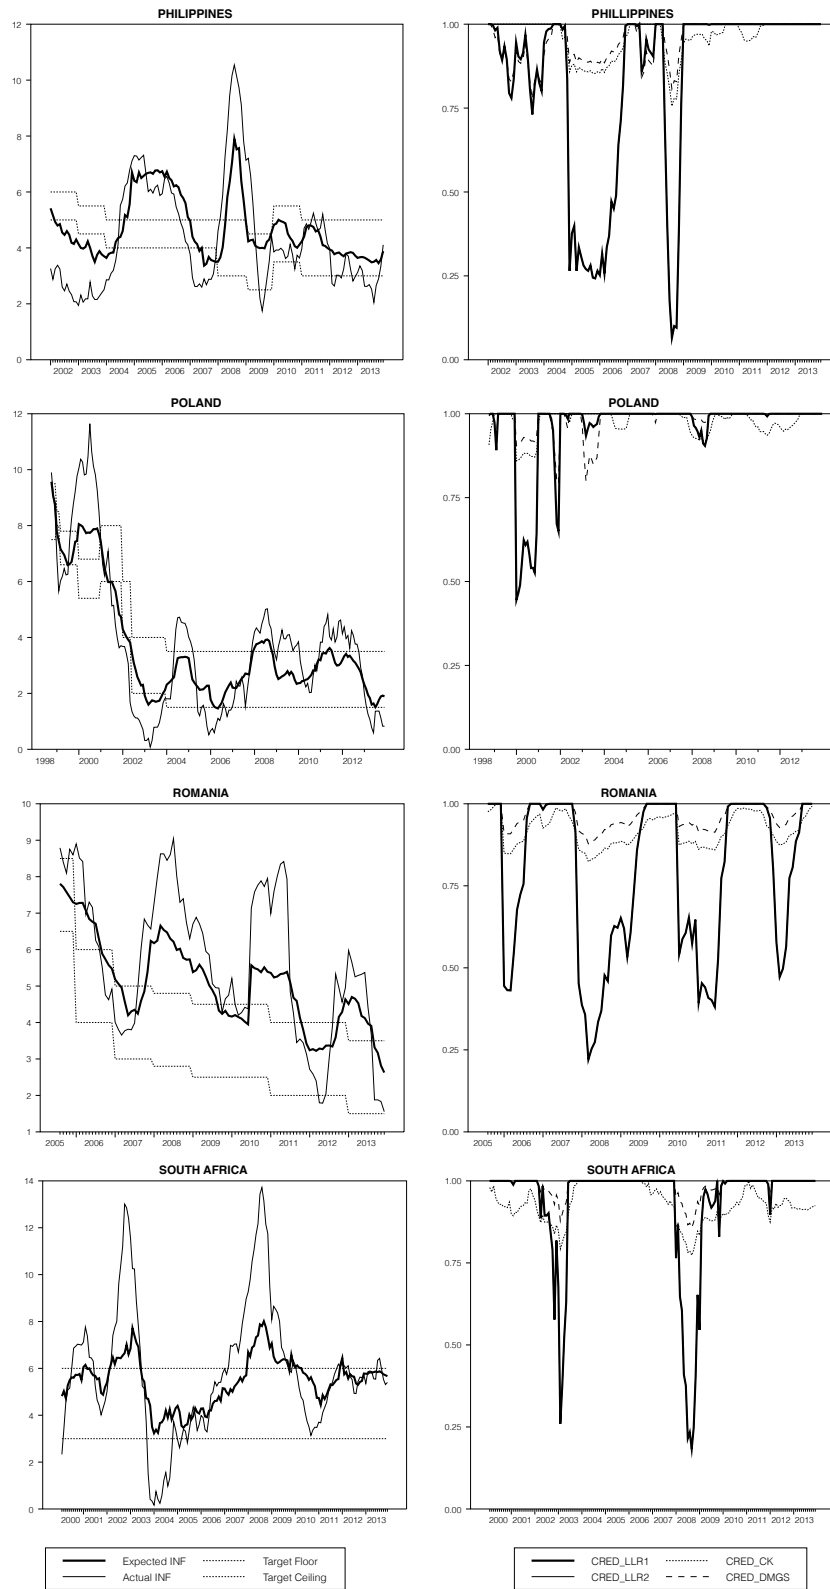 PHILIPPINES
12
10
8
6
4
2
0
2002 2003 2004 2005 2006 2007 2008 2009 2010 2011 2012 2013
PHILLIPPINES
1.00
0.75
0.50
0.25
0.00
2002 2003 2004 2005 2006 2007 2008 2009 2010 2011 2012 2013
POLAND
12
10
8
6
4
2
0
1998 2000 2002 2004 2006 2008 2010 2012
POLAND
1.00
0.75
0.50
0.25
0.00
1998 2000 2002 2004 2006 2008 2010 2012
ROMANIA
10
9
8
7
6
5
4
3
2
1
2005 2006 2007 2008 2009 2010 2011 2012 2013
ROMANIA
1.00
0.75
0.50
0.25
0.00
2005 2006 2007 2008 2009 2010 2011 2012 2013
SOUTH AFRICA
14
12
10
8
6
4
2
0
2000 2001 2002 2003 2004 2005 2006 2007 2008 2009 2010 2011 2012 2013
SOUTH AFRICA
1.00
0.75
0.50
0.25
0.00
2000 2001 2002 2003 2004 2005 2006 2007 2008 2009 2010 2011 2012 2013
Expected INF Target Floor
Actual INF Target Ceiling
CRED_LLR1 CRED_CK
CRED_LLR2 CRED_DMGS